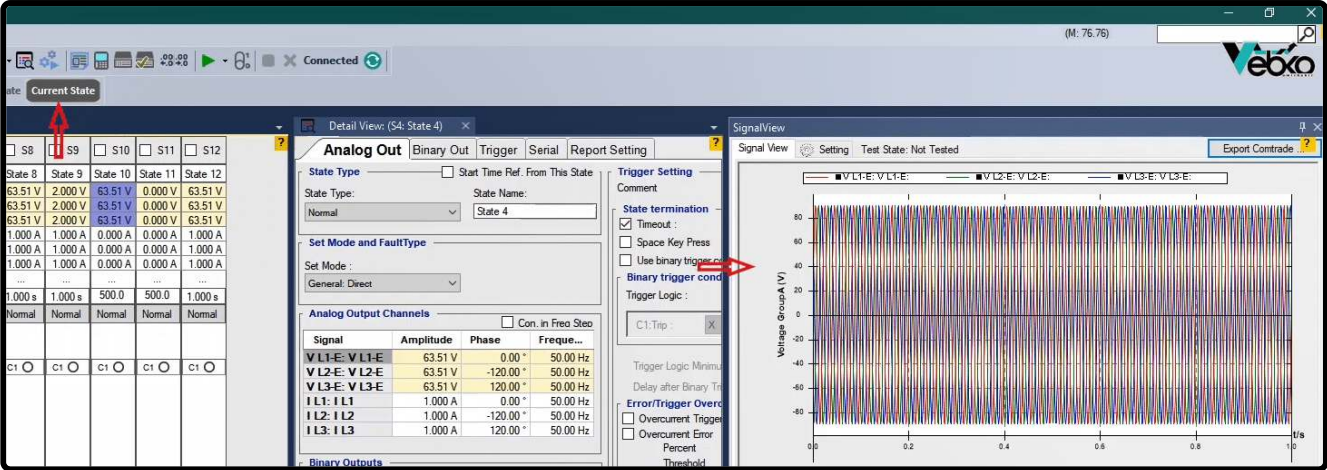 (M: 76.76)
Vebko
Connected
ate Current State
S8 S9 S10 S11 S12
State 8 State 9 State 10 State 11 State 12
63.51 V 2.000 V 63.51 V 0.000 V 63.51 V
63.51 V 2.000 V 63.51 V 0.000 V 63.51 V
63.51 V 2.000 V 63.51 V 0.000 V 63.51 V
1.000 A 1.000 A 0.000 A 0.000 A 1.000 A
1.000 A 1.000 A 0.000 A 0.000 A 1.000 A
1.000 A 1.000 A 0.000 A 0.000 A 1.000 A
... ... ... ... ...
1.000 s 1.000 s 500.0 500.0 1.000 s
Normal Normal Normal Normal Normal
C1 C1 C1 C1 C1
?
Detail View: (S4: State 4)
Analog Out Binary Out Trigger Serial Report Setting
?
State Type
Start Time Ref. From This State
State Type: State Name:
Normal State 4
Set Mode and FaultType
Set Mode :
General: Direct
Analog Output Channels
Con. in Freq Step
Signal Amplitude Phase Freque...
V L1-E: V L1-E 63.51 V 0.00 ° 50.00 Hz
V L2-E: V L2-E 63.51 V -120.00 ° 50.00 Hz
V L3-E: V L3-E 63.51 V 120.00 ° 50.00 Hz
I L1: I L1 1.000 A 0.00 ° 50.00 Hz
I L2: I L2 1.000 A -120.00 ° 50.00 Hz
I L3: I L3 1.000 A 120.00 ° 50.00 Hz
Binary Outputs
Trigger Setting
Comment
State termination
Timeout :
Space Key Press
Use binary trigger co
Binary trigger cond
Trigger Logic :
C1:Trip : X
Trigger Logic Minimu
Delay after Binary Tri
Error/Trigger Overc
Overcurrent Trigger
Overcurrent Error
Percent
Threshold
SignalView
Signal View Setting Test State: Not Tested Export Comtrade ...
?
V L1-E: V L1-E: V L2-E: V L2-E: V L3-E: V L3-E:
Voltage GroupA (V)
80
60
40
20
0
-20
-40
-60
-80
0.0 0.2 0.4 0.6 0.8 1.0
t/s